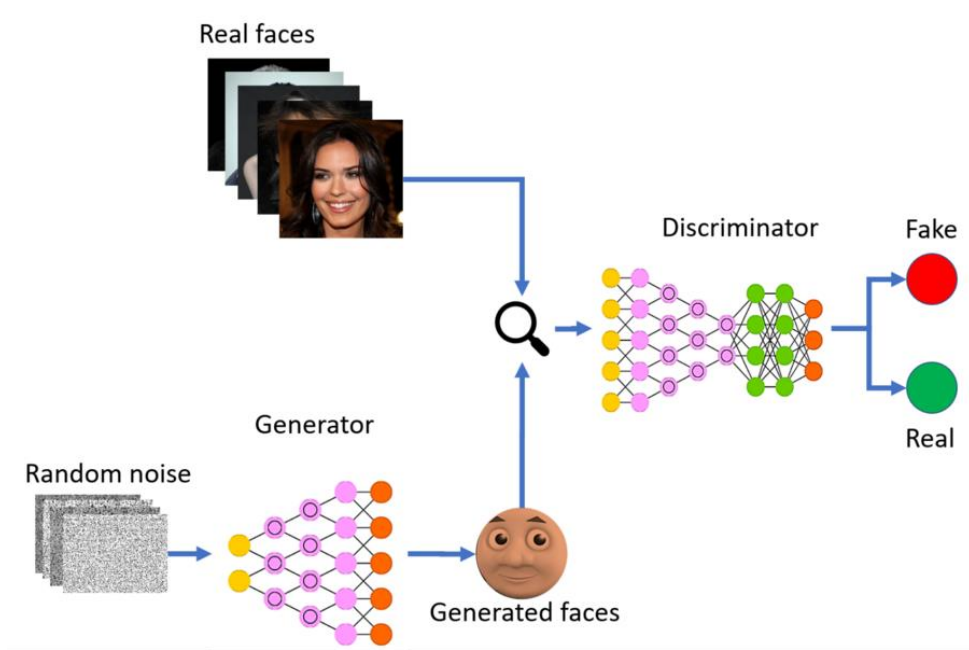 Real faces
Discriminator
Fake
Real
Generator
Random noise
Generated faces